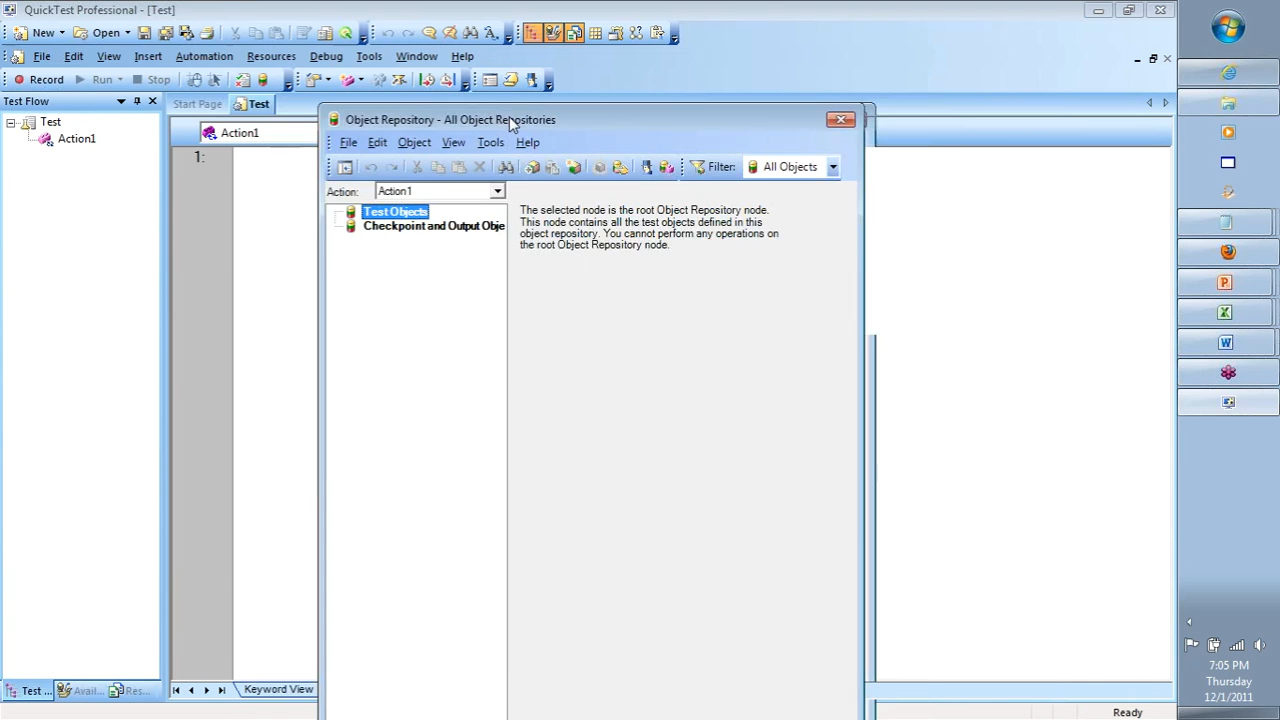 QuickTest Professional - [Test]
New Open
File Edit View Insert Automation Resources Debug Tools Window Help
Record Run Stop
Test Flow
Start Page Test
Test
Action1
Action1
1:
Object Repository - All Object Repositories
File Edit Object View Tools Help
Filter: All Objects
Action: Action1
Test Objects
Checkpoint and Output Obje
The selected node is the root Object Repository node.
This node contains all the test objects defined in this
object repository. You cannot perform any operations on
the root Object Repository node.
Test ... Avail... Res...
Keyword View
Ready
7:05 PM
Thursday
12/1/2011